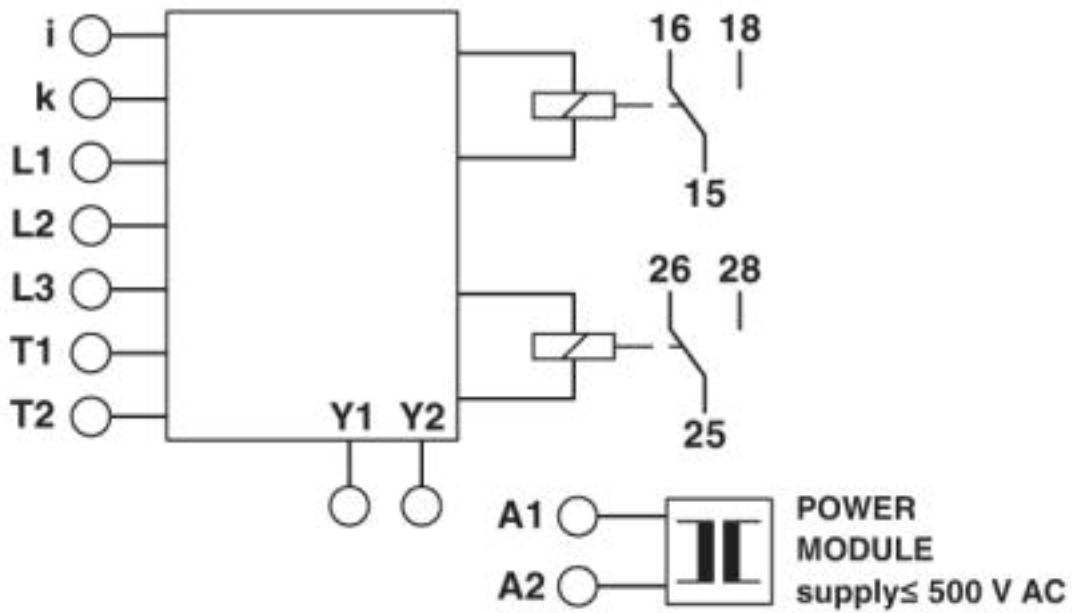 i
k
L1
L2
L3
T1
T2
Y1 Y2
16 18
15
26 28
25
A1
A2
POWER
MODULE
supply≤ 500 V AC